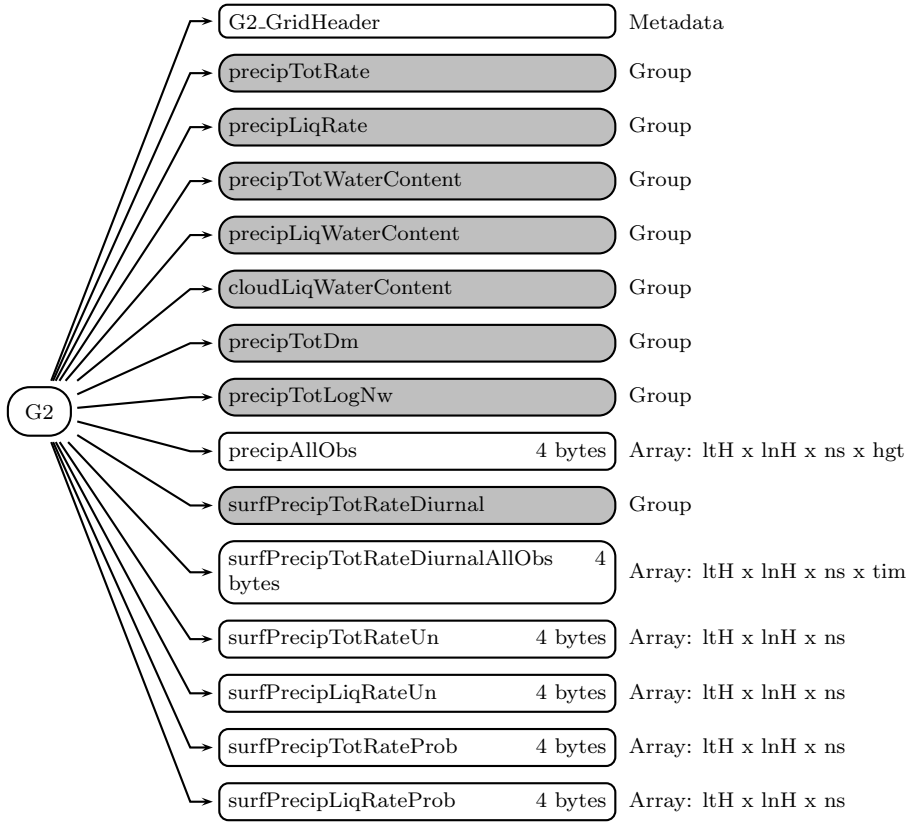 G2_GridHeader Metadata
precipTotRate Group
precipLiqRate Group
precipTotWaterContent Group
precipLiqWaterContent Group
cloudLiqWaterContent Group
precipTotDm Group
precipTotLogNw Group
G2
precipAllObs 4 bytes Array: ltH x lnH x ns x hgt
surfPrecipTotRateDiurnal Group
surfPrecipTotRateDiurnalAllObs 4
bytes
Array: ltH x lnH x ns x tim
surfPrecipTotRateUn 4 bytes Array: ltH x lnH x ns
surfPrecipLiqRateUn 4 bytes Array: ltH x lnH x ns
surfPrecipTotRateProb 4 bytes Array: ltH x lnH x ns
surfPrecipLiqRateProb 4 bytes Array: ltH x lnH x ns